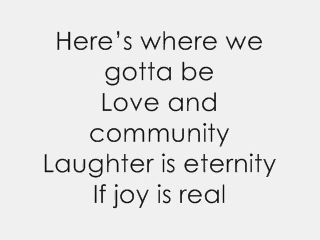 Here’s where we
gotta be
Love and
community
Laughter is eternity
If joy is real